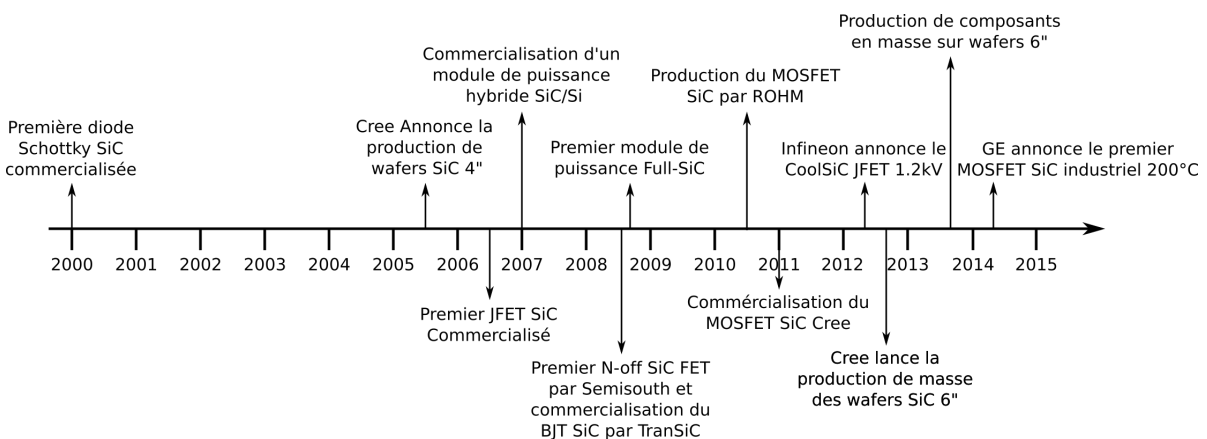 Production de composants
en masse sur wafers 6"
Commercialisation d'un
module de puissance
hybride SiC/Si
Production du MOSFET
SiC par ROHM
Première diode
Schottky SiC
commercialisée
Cree Annonce la
production de
wafers SiC 4"
Premier module de
puissance Full-SiC
Infineon annonce le
CoolSiC JFET 1.2kV
GE annonce le premier
MOSFET SiC industriel 200°C
2000 2001 2002 2003 2004 2005 2006 2007 2008 2009 2010 2011 2012 2013 2014 2015
Premier JFET SiC
Commercialisé
Commércialisation du
MOSFET SiC Cree
Premier N-off SiC FET
par Semisouth et
commercialisation du
BJT SiC par TranSiC
Cree lance la
production de masse
des wafers SiC 6"